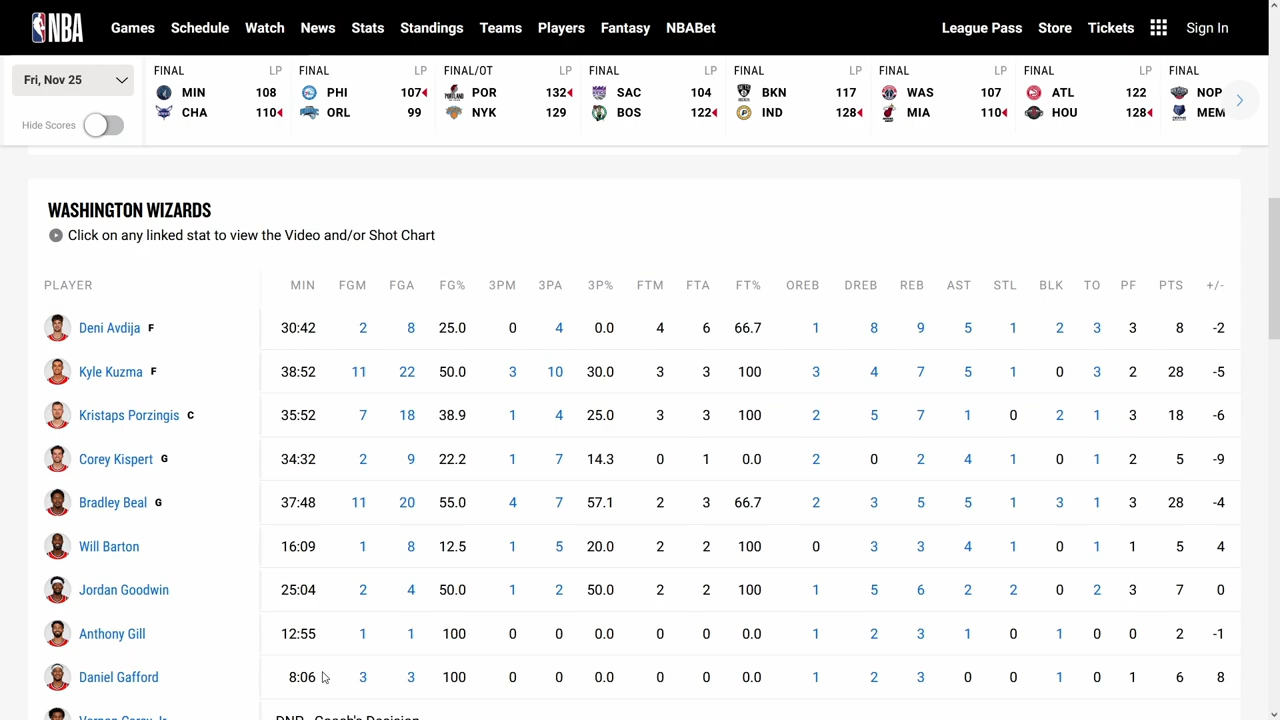 NBA Games Schedule Watch News Stats Standings Teams Players Fantasy NBABet League Pass Store Tickets Sign In
Fri, Nov 25
Hide Scores
FINAL LP
MIN 108
CHA 110
FINAL LP
PHI 107
ORL 99
FINAL/OT LP
POR 132
NYK 129
FINAL LP
SAC 104
BOS 122
FINAL LP
BKN 117
IND 128
FINAL LP
WAS 107
MIA 110
FINAL LP
ATL 122
HOU 128
FINAL
NOP
MEM
WASHINGTON WIZARDS
Click on any linked stat to view the Video and/or Shot Chart
PLAYER MIN FGM FGA FG% 3PM 3PA 3P% FTM FTA FT% OREB DREB REB AST STL BLK TO PF PTS +/-
Deni Avdija F 30:42 2 8 25.0 0 4 0.0 4 6 66.7 1 8 9 5 1 2 3 3 8 -2
Kyle Kuzma F 38:52 11 22 50.0 3 10 30.0 3 3 100 3 4 7 5 1 0 3 2 28 -5
Kristaps Porzingis C 35:52 7 18 38.9 1 4 25.0 3 3 100 2 5 7 1 0 2 1 3 18 -6
Corey Kispert G 34:32 2 9 22.2 1 7 14.3 0 1 0.0 2 0 2 4 1 0 1 2 5 -9
Bradley Beal G 37:48 11 20 55.0 4 7 57.1 2 3 66.7 2 3 5 5 1 3 1 3 28 -4
Will Barton 16:09 1 8 12.5 1 5 20.0 2 2 100 0 3 3 4 1 0 1 1 5 4
Jordan Goodwin 25:04 2 4 50.0 1 2 50.0 2 2 100 1 5 6 2 2 0 2 3 7 0
Anthony Gill 12:55 1 1 100 0 0 0.0 0 0 0.0 1 2 3 1 0 1 0 0 2 -1
Daniel Gafford 8:06 3 3 100 0 0 0.0 0 0 0.0 1 2 3 0 0 1 0 1 6 8
Vernon Carey Jr. DNP - Coach's Decision